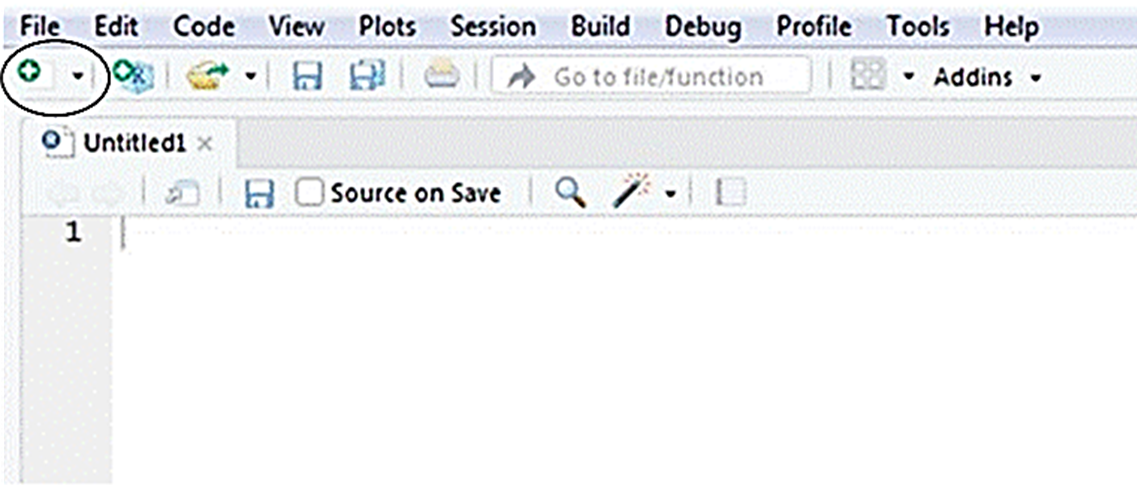 File Edit Code View Plots Session Build Debug Profile Tools Help
Go to file/function Addins
Untitled1
Source on Save
1